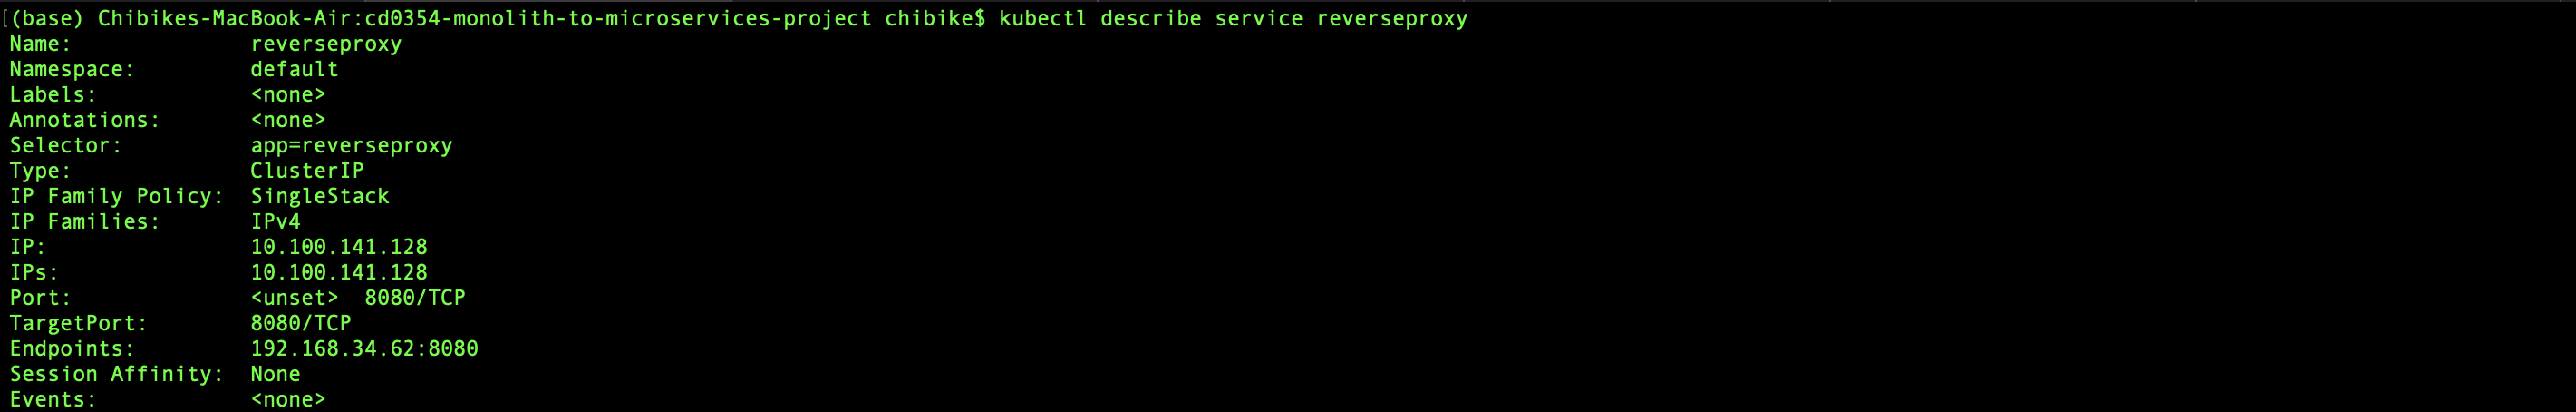 [(base) Chibikes-MacBook-Air:cd0354-monolith-to-microservices-project chibike$ kubectl describe service reverseproxy
Name:              reverseproxy
Namespace:         default
Labels:            <none>
Annotations:       <none>
Selector:          app=reverseproxy
Type:              ClusterIP
IP Family Policy:  SingleStack
IP Families:       IPv4
IP:                10.100.141.128
IPs:               10.100.141.128
Port:              <unset>  8080/TCP
TargetPort:        8080/TCP
Endpoints:         192.168.34.62:8080
Session Affinity:  None
Events:            <none>